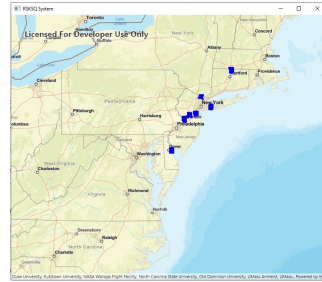 RSKSQ System
Toronto
Hamilton
Concord
Licensed For Developer Use Only
Buffalo
New York
Albany
Detroit
Hartford
Providence
Cleveland
New York
Pennsylvania
Pittsburgh
Harrisburg
Columbus
Philadelphia
New Jersey
Dover
Washington
West Virginia
Charleston
Richmond
Virginia
Norfolk
Greensboro
Raleigh
North Carolina
Charlotte
Greenville
Duke University, Kutztown University, NASA Wallops Flight Facility, North Carolina State University, Old Dominion University, UMass Amherst, UMass, Powered by